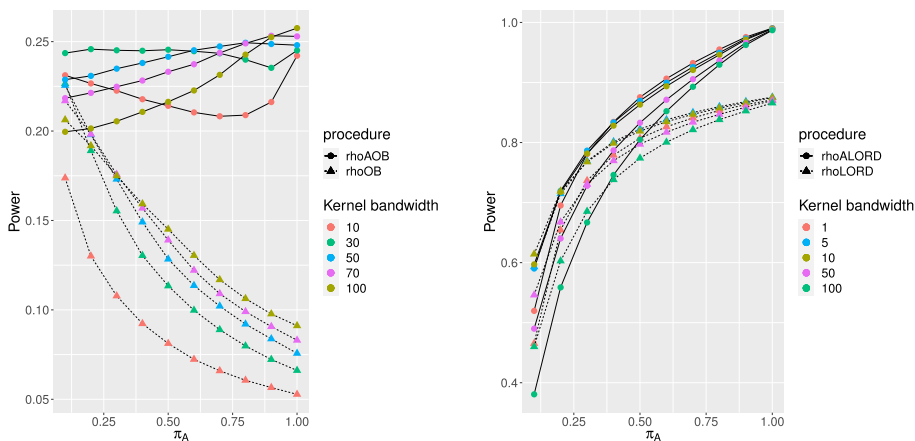 Power
0.25
0.20
0.15
0.10
0.05
0.25 0.50 0.75 1.00
πA
procedure
rhoAOB
rhoOB
Kernel bandwidth
10
30
50
70
100
Power
1.0
0.8
0.6
0.4
0.25 0.50 0.75 1.00
πA
procedure
rhoALORD
rhoLORD
Kernel bandwidth
1
5
10
50
100